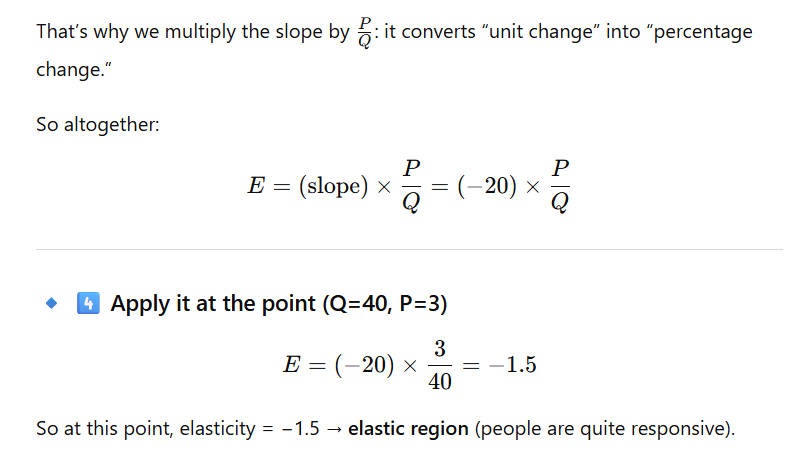 That's why we multiply the slope by P/Q: it converts “unit change” into “percentage
change.”
So altogether:
E = (slope) × P/Q = (−20) × P/Q
🔹 4️⃣ Apply it at the point (Q=40, P=3)
E = (−20) × 3/40 = −1.5
So at this point, elasticity = −1.5 → elastic region (people are quite responsive).